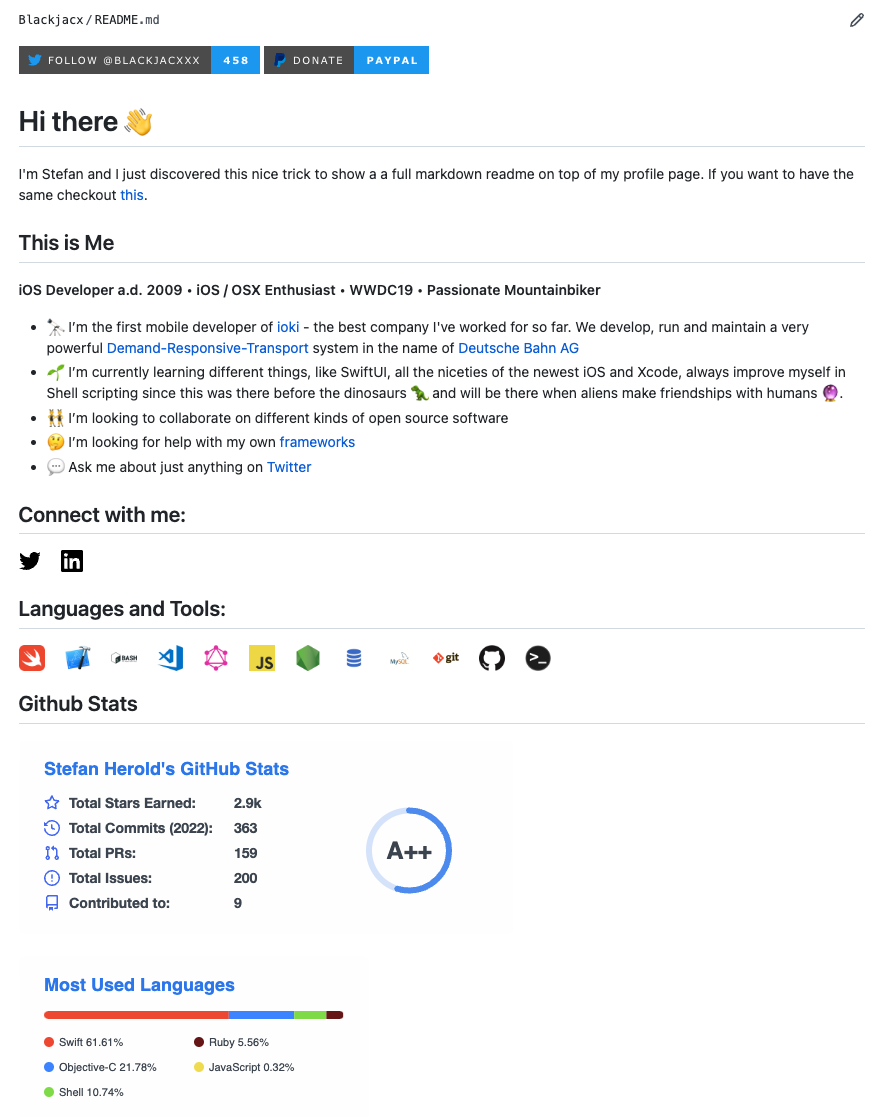 Blackjacx/README.md
FOLLOW @BLACKJACXXX 458 DONATE PAYPAL
Hi there 👋
I'm Stefan and I just discovered this nice trick to show a a full markdown readme on top of my profile page. If you want to have the
same checkout this.
This is Me
iOS Developer a.d. 2009 • iOS / OSX Enthusiast • WWDC19 • Passionate Mountainbiker
• 🔭 I’m the first mobile developer of ioki - the best company I've worked for so far. We develop, run and maintain a very
powerful Demand-Responsive-Transport system in the name of Deutsche Bahn AG
• 🌱 I’m currently learning different things, like SwiftUI, all the niceties of the newest iOS and Xcode, always improve myself in
Shell scripting since this was there before the dinosaurs 🦖 and will be there when aliens make friendships with humans 🔮.
• 👯 I’m looking to collaborate on different kinds of open source software
• 🤔 I’m looking for help with my own frameworks
• 💬 Ask me about just anything on Twitter
Connect with me:
in
Languages and Tools:
BASH JS MySQL git >_
Github Stats
Stefan Herold's GitHub Stats
Total Stars Earned: 2.9k
Total Commits (2022): 363
Total PRs: 159
Total Issues: 200
Contributed to: 9
A++
Most Used Languages
Swift 61.61% Ruby 5.56%
Objective-C 21.78% JavaScript 0.32%
Shell 10.74%